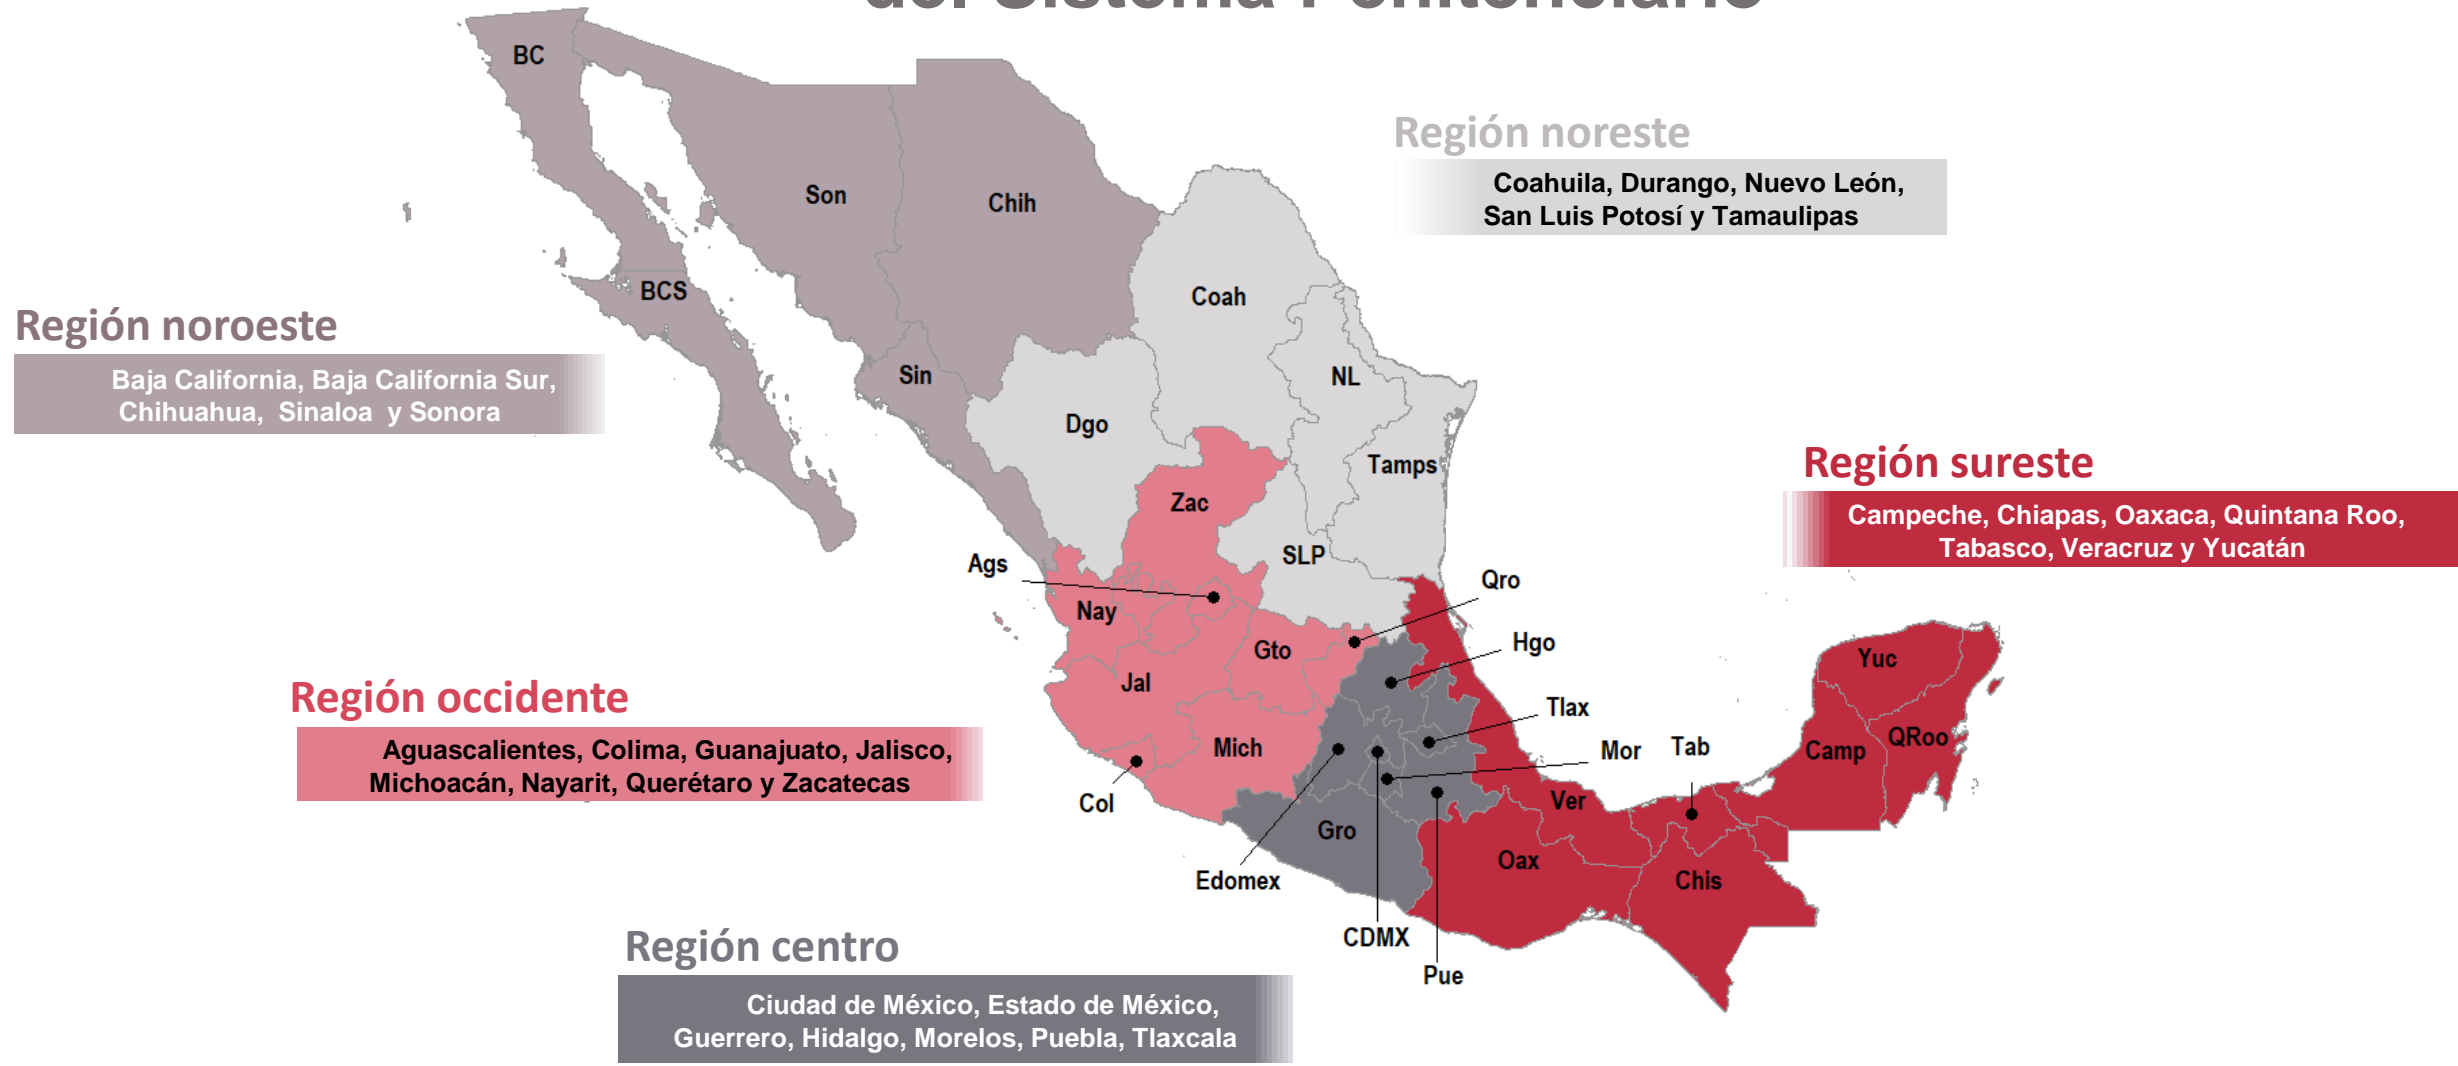 del Sistema Penitenciario
BC
Son
Chih
Región noreste
Coahuila, Durango, Nuevo León,
San Luis Potosí y Tamaulipas
BCS
Coah
Región noroeste
Baja California, Baja California Sur,
Chihuahua, Sinaloa y Sonora
Sin
NL
Dgo
Tamps
Región sureste
Campeche, Chiapas, Oaxaca, Quintana Roo,
Tabasco, Veracruz y Yucatán
Zac
Ags
SLP
Qro
Nay
Gto
Hgo
Yuc
Región occidente
Aguascalientes, Colima, Guanajuato, Jalisco,
Michoacán, Nayarit, Querétaro y Zacatecas
Jal
Tlax
Mich
Mor
Tab
Camp
QRoo
Col
Ver
Gro
Oax
Edomex
Chis
CDMX
Pue
Región centro
Ciudad de México, Estado de México,
Guerrero, Hidalgo, Morelos, Puebla, Tlaxcala